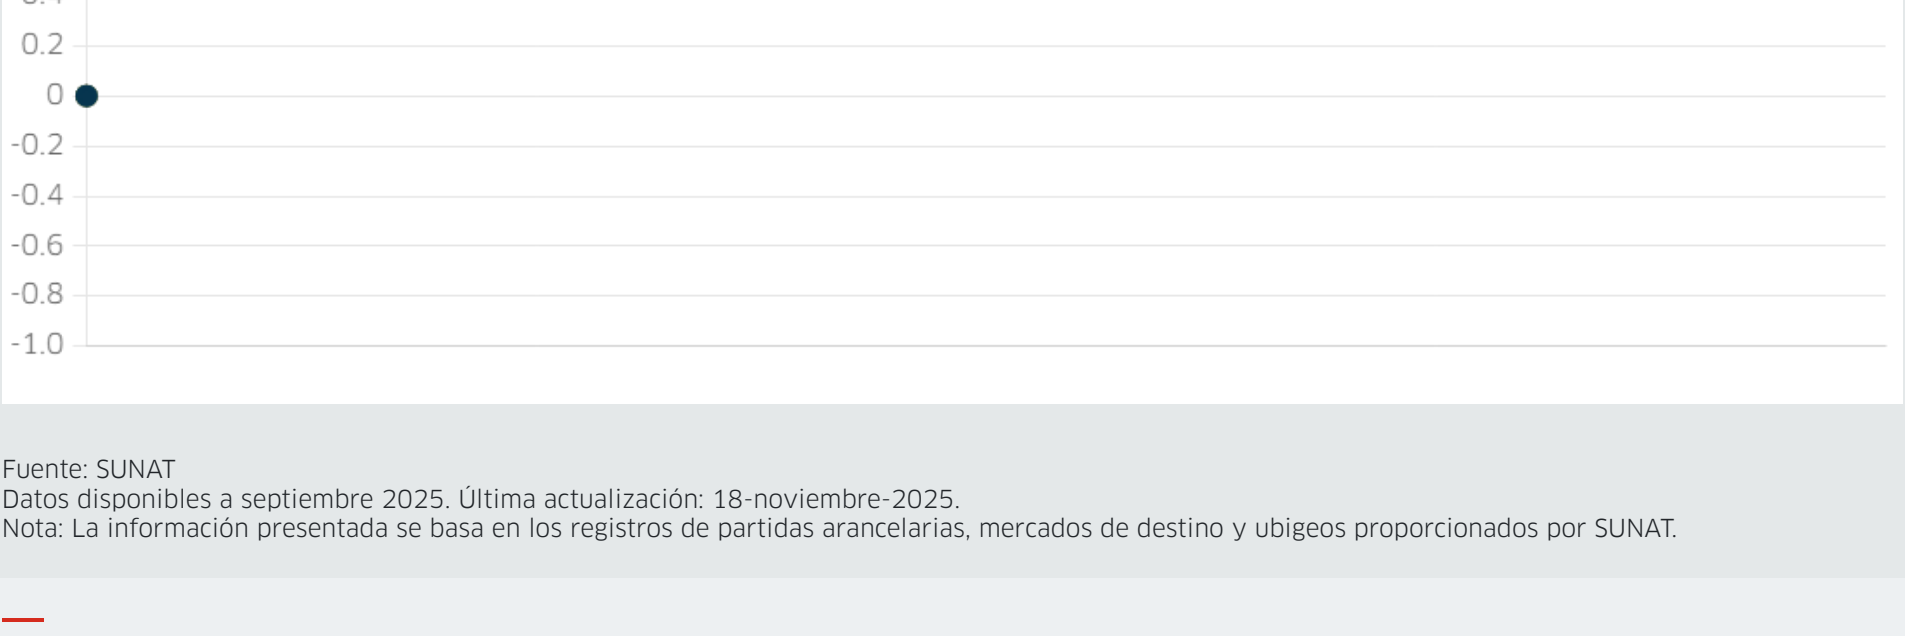 0.2
0
-0.2
-0.4
-0.6
-0.8
-1.0
Fuente: SUNAT
Datos disponibles a septiembre 2025. Última actualización: 18-noviembre-2025.
Nota: La información presentada se basa en los registros de partidas arancelarias, mercados de destino y ubigeos proporcionados por SUNAT.